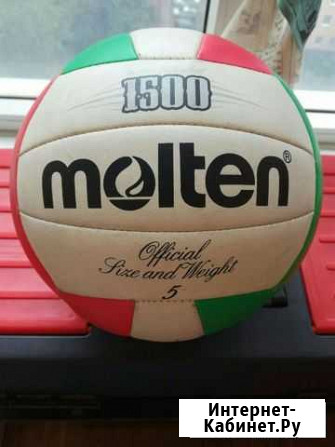 1500
molten®
Official
Size and Weight
5
Интернет-
Кабинет.Ру